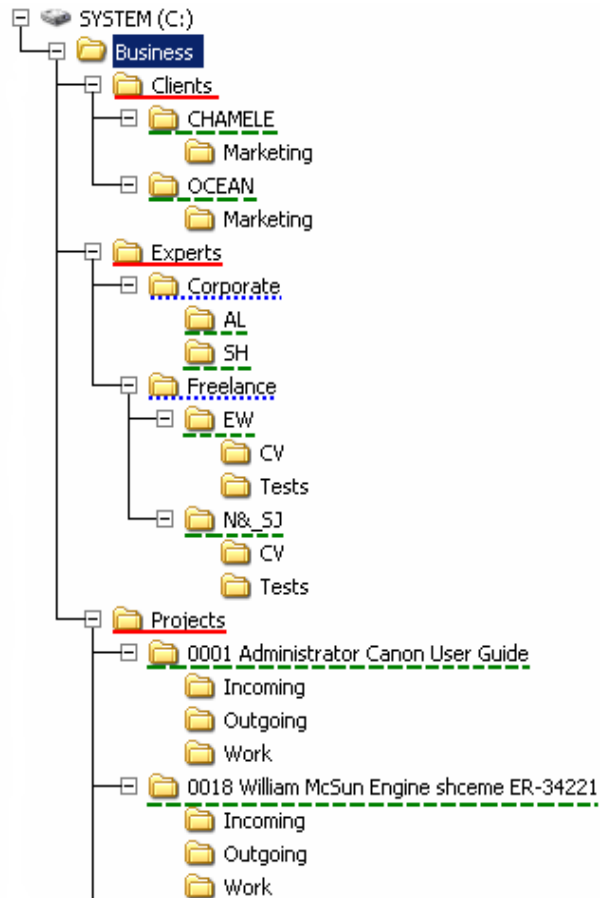 SYSTEM (C:)
Business
Clients
CHAMELE
Marketing
OCEAN
Marketing
Experts
Corporate
AL
SH
Freelance
EW
CV
Tests
N&_SJ
CV
Tests
Projects
0001 Administrator Canon User Guide
Incoming
Outgoing
Work
0018 William McSun Engine shceme ER-34221
Incoming
Outgoing
Work